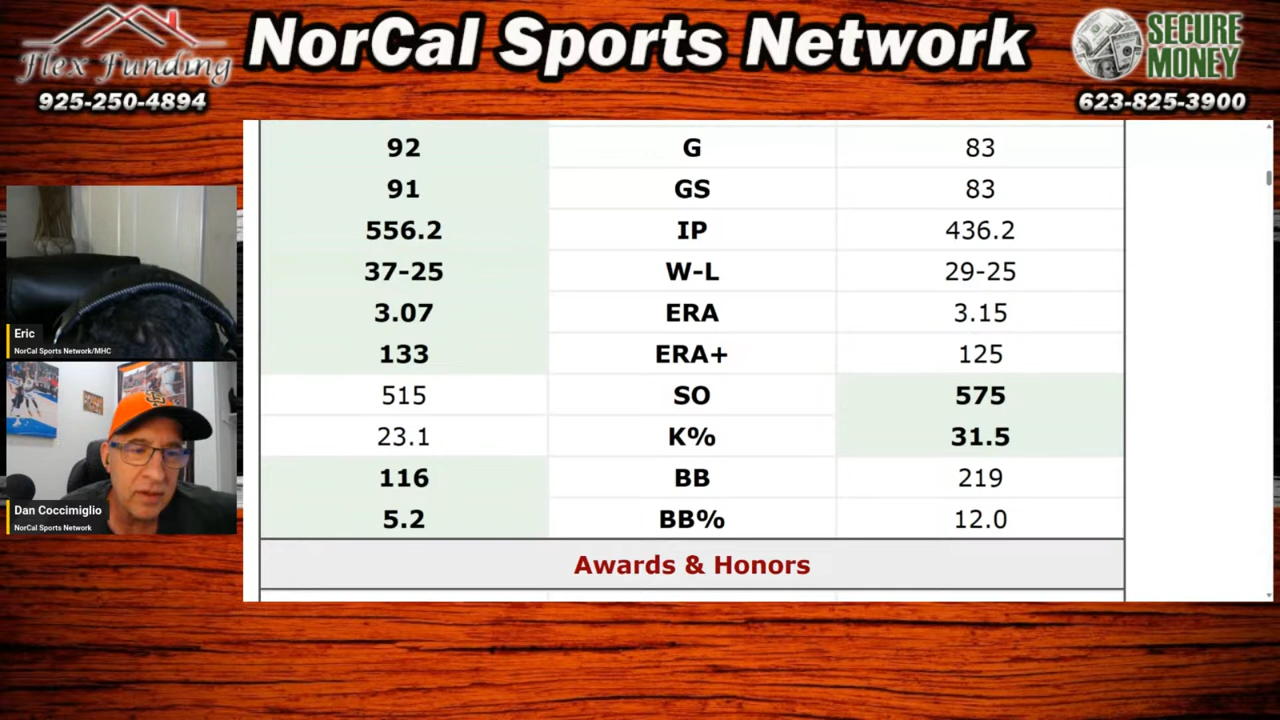 Flex Funding
925-250-4894
NorCal Sports Network
SECURE
MONEY
623-825-3900
92 G 83
91 GS 83
556.2 IP 436.2
37-25 W-L 29-25
3.07 ERA 3.15
133 ERA+ 125
515 SO 575
23.1 K% 31.5
116 BB 219
5.2 BB% 12.0
Awards & Honors
Eric
NorCal Sports Network/MHC
SF
Dan Coccimiglio
NorCal Sports Network